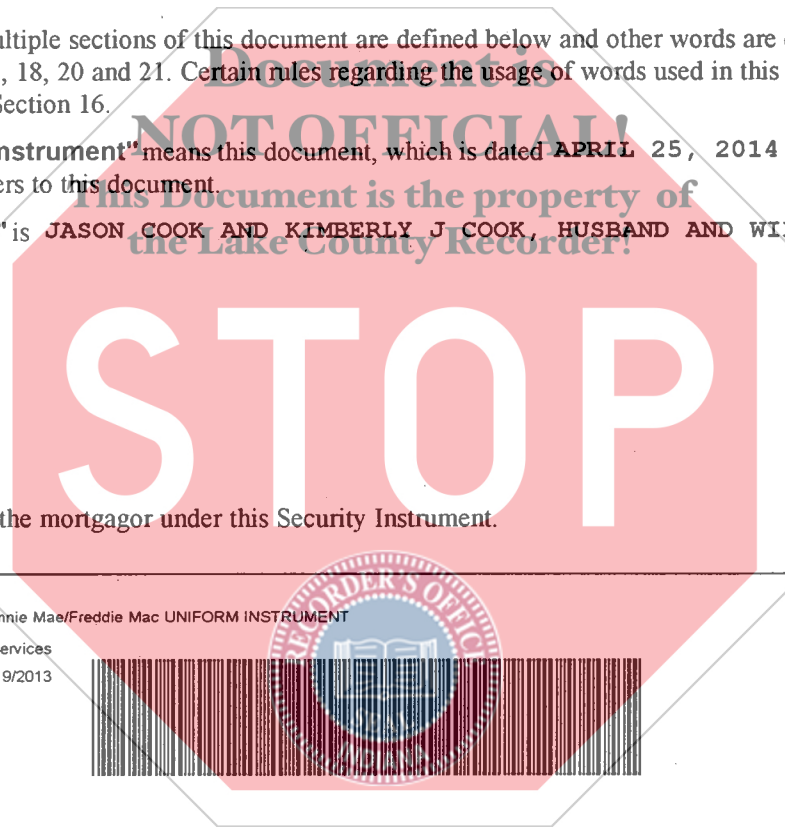 ultiple sections of this document are defined below and other words are
Document is
, 18, 20 and 21. Certain rules regarding the usage of words used in this
Section 16.
NOT OFFICIAL!
nstrument" means this document, which is dated APRIL 25, 2014
ers to this document.
This Document is the property of
" is JASON COOK AND KIMBERLY J COOK, HUSBAND AND
the Lake County Recorder!
STOP
the mortgagor under this Security Instrument.
nnie Mae/Freddie Mac UNIFORM INSTRUMENT
ervices
9/2013
RECORDER'S OFFICE
SEAL
INDIANA